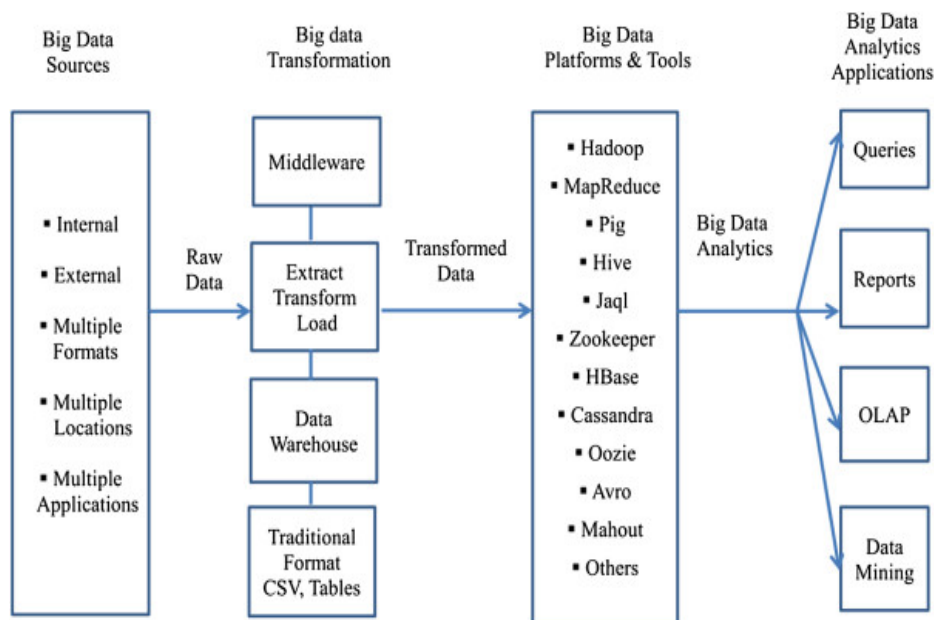 Big Data
Sources
Big data
Transformation
Big Data
Platforms & Tools
Big Data
Analytics
Applications
▪ Internal
▪ External
▪ Multiple
Formats
▪ Multiple
Locations
▪ Multiple
Applications
Raw
Data
Middleware
Extract
Transform
Load
Data
Warehouse
Traditional
Format
CSV, Tables
Transformed
Data
▪ Hadoop
▪ MapReduce
▪ Pig
▪ Hive
▪ Jaql
▪ Zookeeper
▪ HBase
▪ Cassandra
▪ Oozie
▪ Avro
▪ Mahout
▪ Others
Big Data
Analytics
Queries
Reports
OLAP
Data
Mining